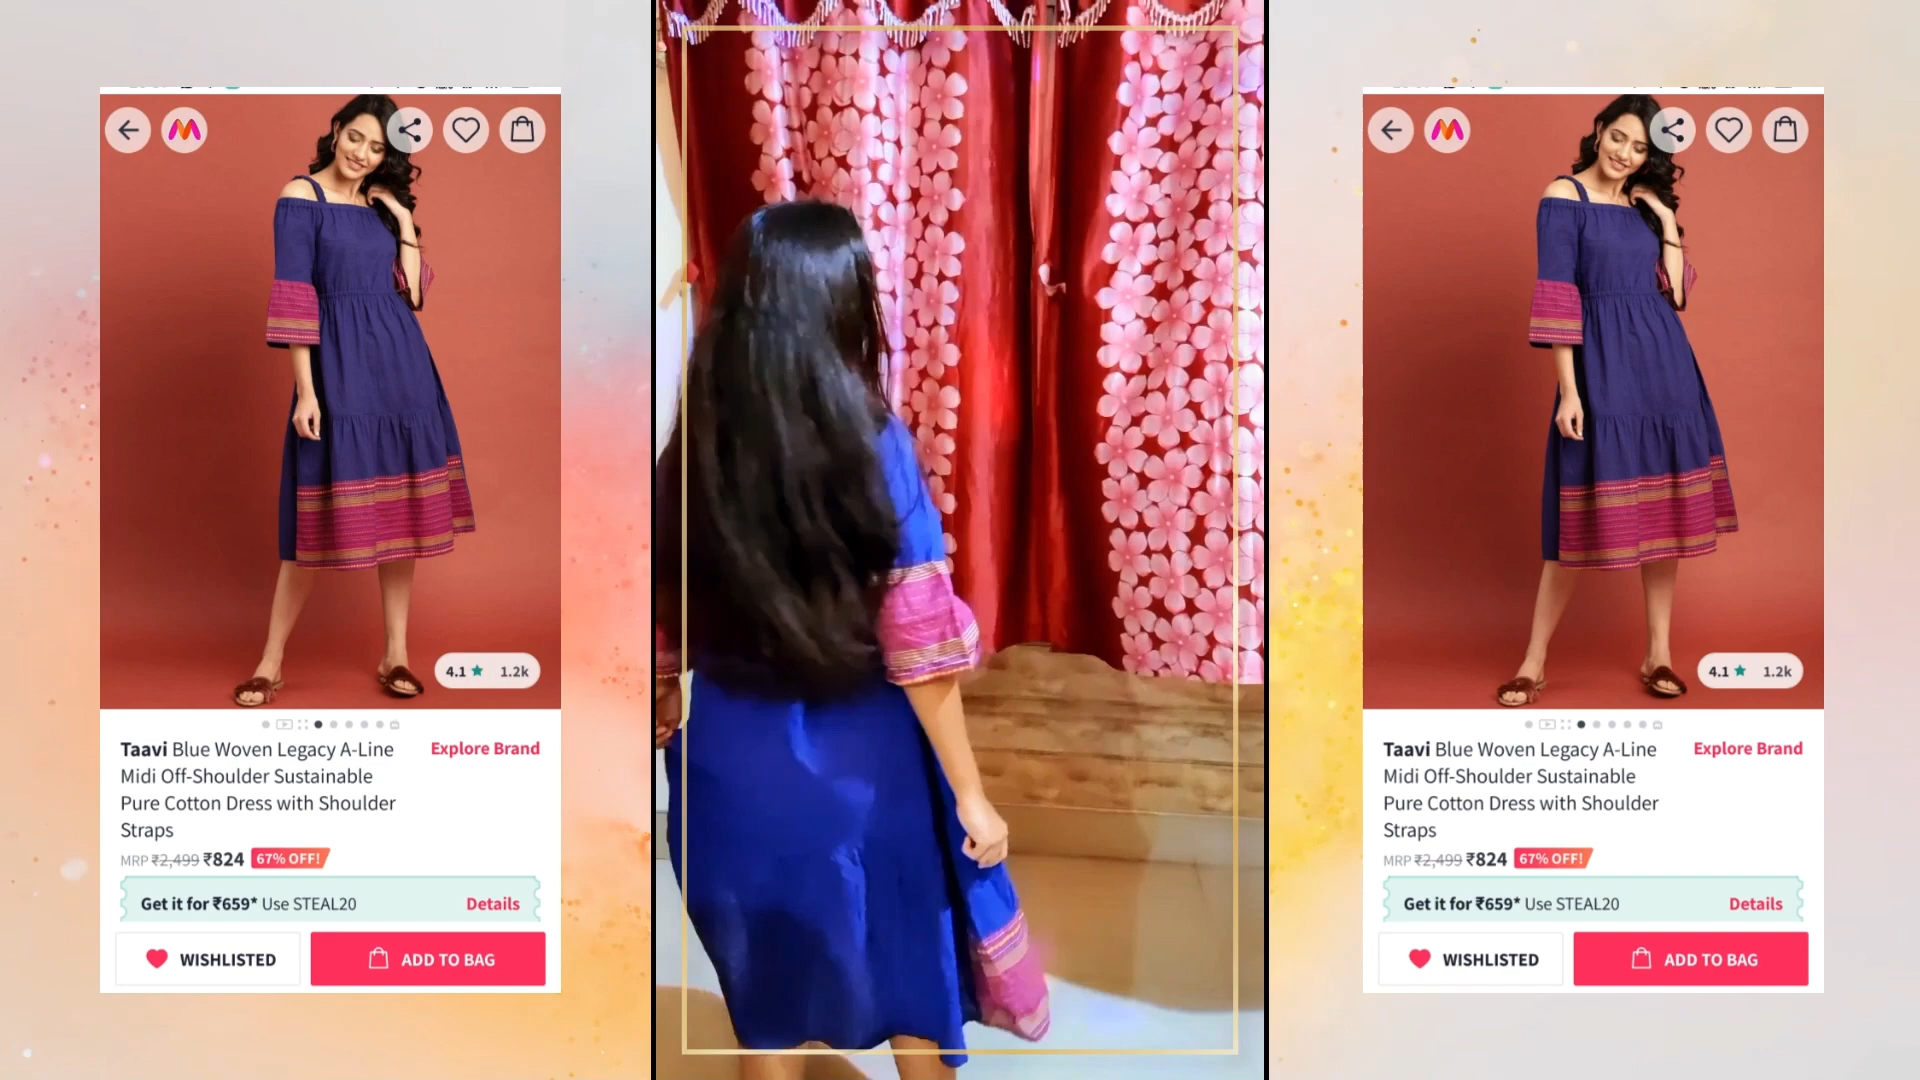 4.1 ★ 1.2k
Taavi Blue Woven Legacy A-Line
Midi Off-Shoulder Sustainable
Pure Cotton Dress with Shoulder
Straps
Explore Brand
MRP ₹2,499 ₹824 67% OFF!
Get it for ₹659* Use STEAL20 Details
WISHLISTED ADD TO BAG
4.1 ★ 1.2k
Taavi Blue Woven Legacy A-Line
Midi Off-Shoulder Sustainable
Pure Cotton Dress with Shoulder
Straps
Explore Brand
MRP ₹2,499 ₹824 67% OFF!
Get it for ₹659* Use STEAL20 Details
WISHLISTED ADD TO BAG